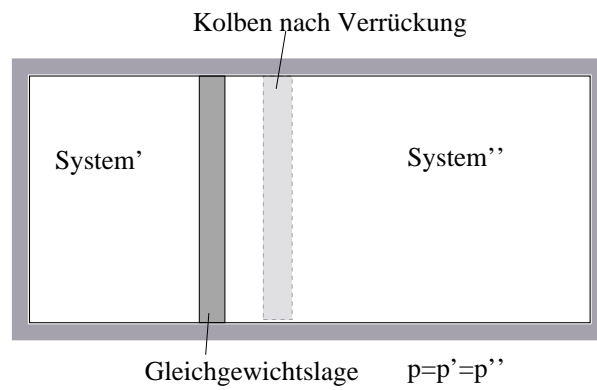 Kolben nach Verrückung
System’
System’’
Gleichgewichtslage
p=p’=p’’